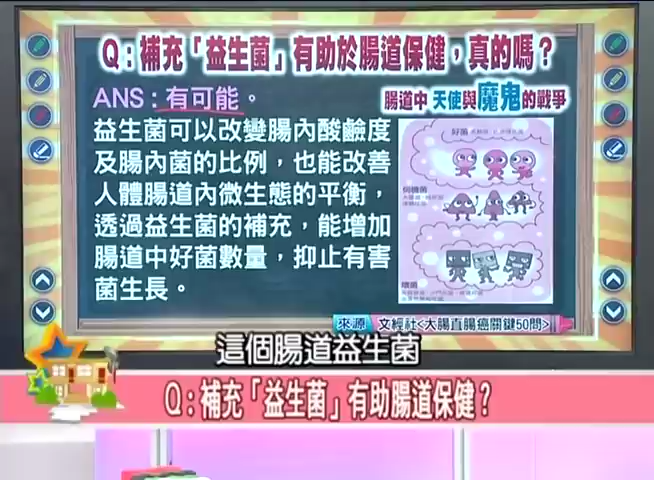 Q：補充「益生菌」有助於腸道保健，真的嗎？
ANS：有可能。
腸道中 天使與魔鬼的戰爭
益生菌可以改變腸內酸鹼度
及腸內菌的比例，也能改善
人體腸道內微生態的平衡，
透過益生菌的補充，能增加
腸道中好菌數量，抑止有害
菌生長。
好菌
伺機菌
壞菌
來源 文經社<大腸直腸癌關鍵50問>
這個腸道益生菌
Q：補充「益生菌」有助腸道保健？